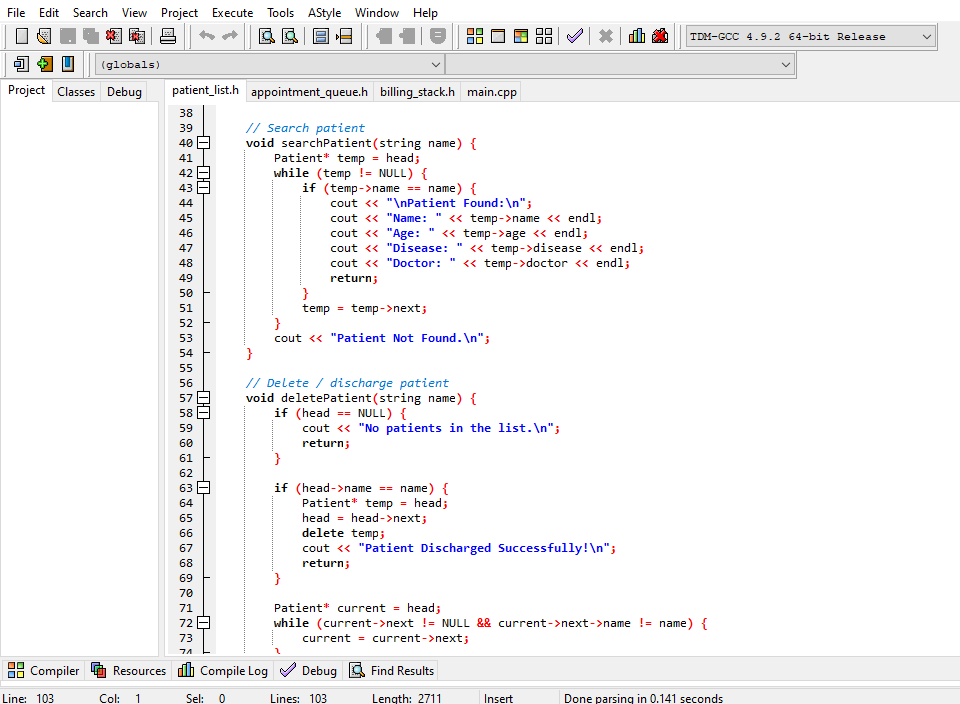 File Edit Search View Project Execute Tools AStyle Window Help
TDM-GCC 4.9.2 64-bit Release
(globals)
Project Classes Debug
patient_list.h appointment_queue.h billing_stack.h main.cpp
38
39 // Search patient
40 void searchPatient(string name) {
41 Patient* temp = head;
42 while (temp != NULL) {
43 if (temp->name == name) {
44 cout << "\nPatient Found:\n";
45 cout << "Name: " << temp->name << endl;
46 cout << "Age: " << temp->age << endl;
47 cout << "Disease: " << temp->disease << endl;
48 cout << "Doctor: " << temp->doctor << endl;
49 return;
50 }
51 temp = temp->next;
52 }
53 cout << "Patient Not Found.\n";
54 }
55
56 // Delete / discharge patient
57 void deletePatient(string name) {
58 if (head == NULL) {
59 cout << "No patients in the list.\n";
60 return;
61 }
62
63 if (head->name == name) {
64 Patient* temp = head;
65 head = head->next;
66 delete temp;
67 cout << "Patient Discharged Successfully!\n";
68 return;
69 }
70
71 Patient* current = head;
72 while (current->next != NULL && current->next->name != name) {
73 current = current->next;
74 }
Compiler Resources Compile Log Debug Find Results
Line: 103 Col: 1 Sel: 0 Lines: 103 Length: 2711 Insert Done parsing in 0.141 seconds